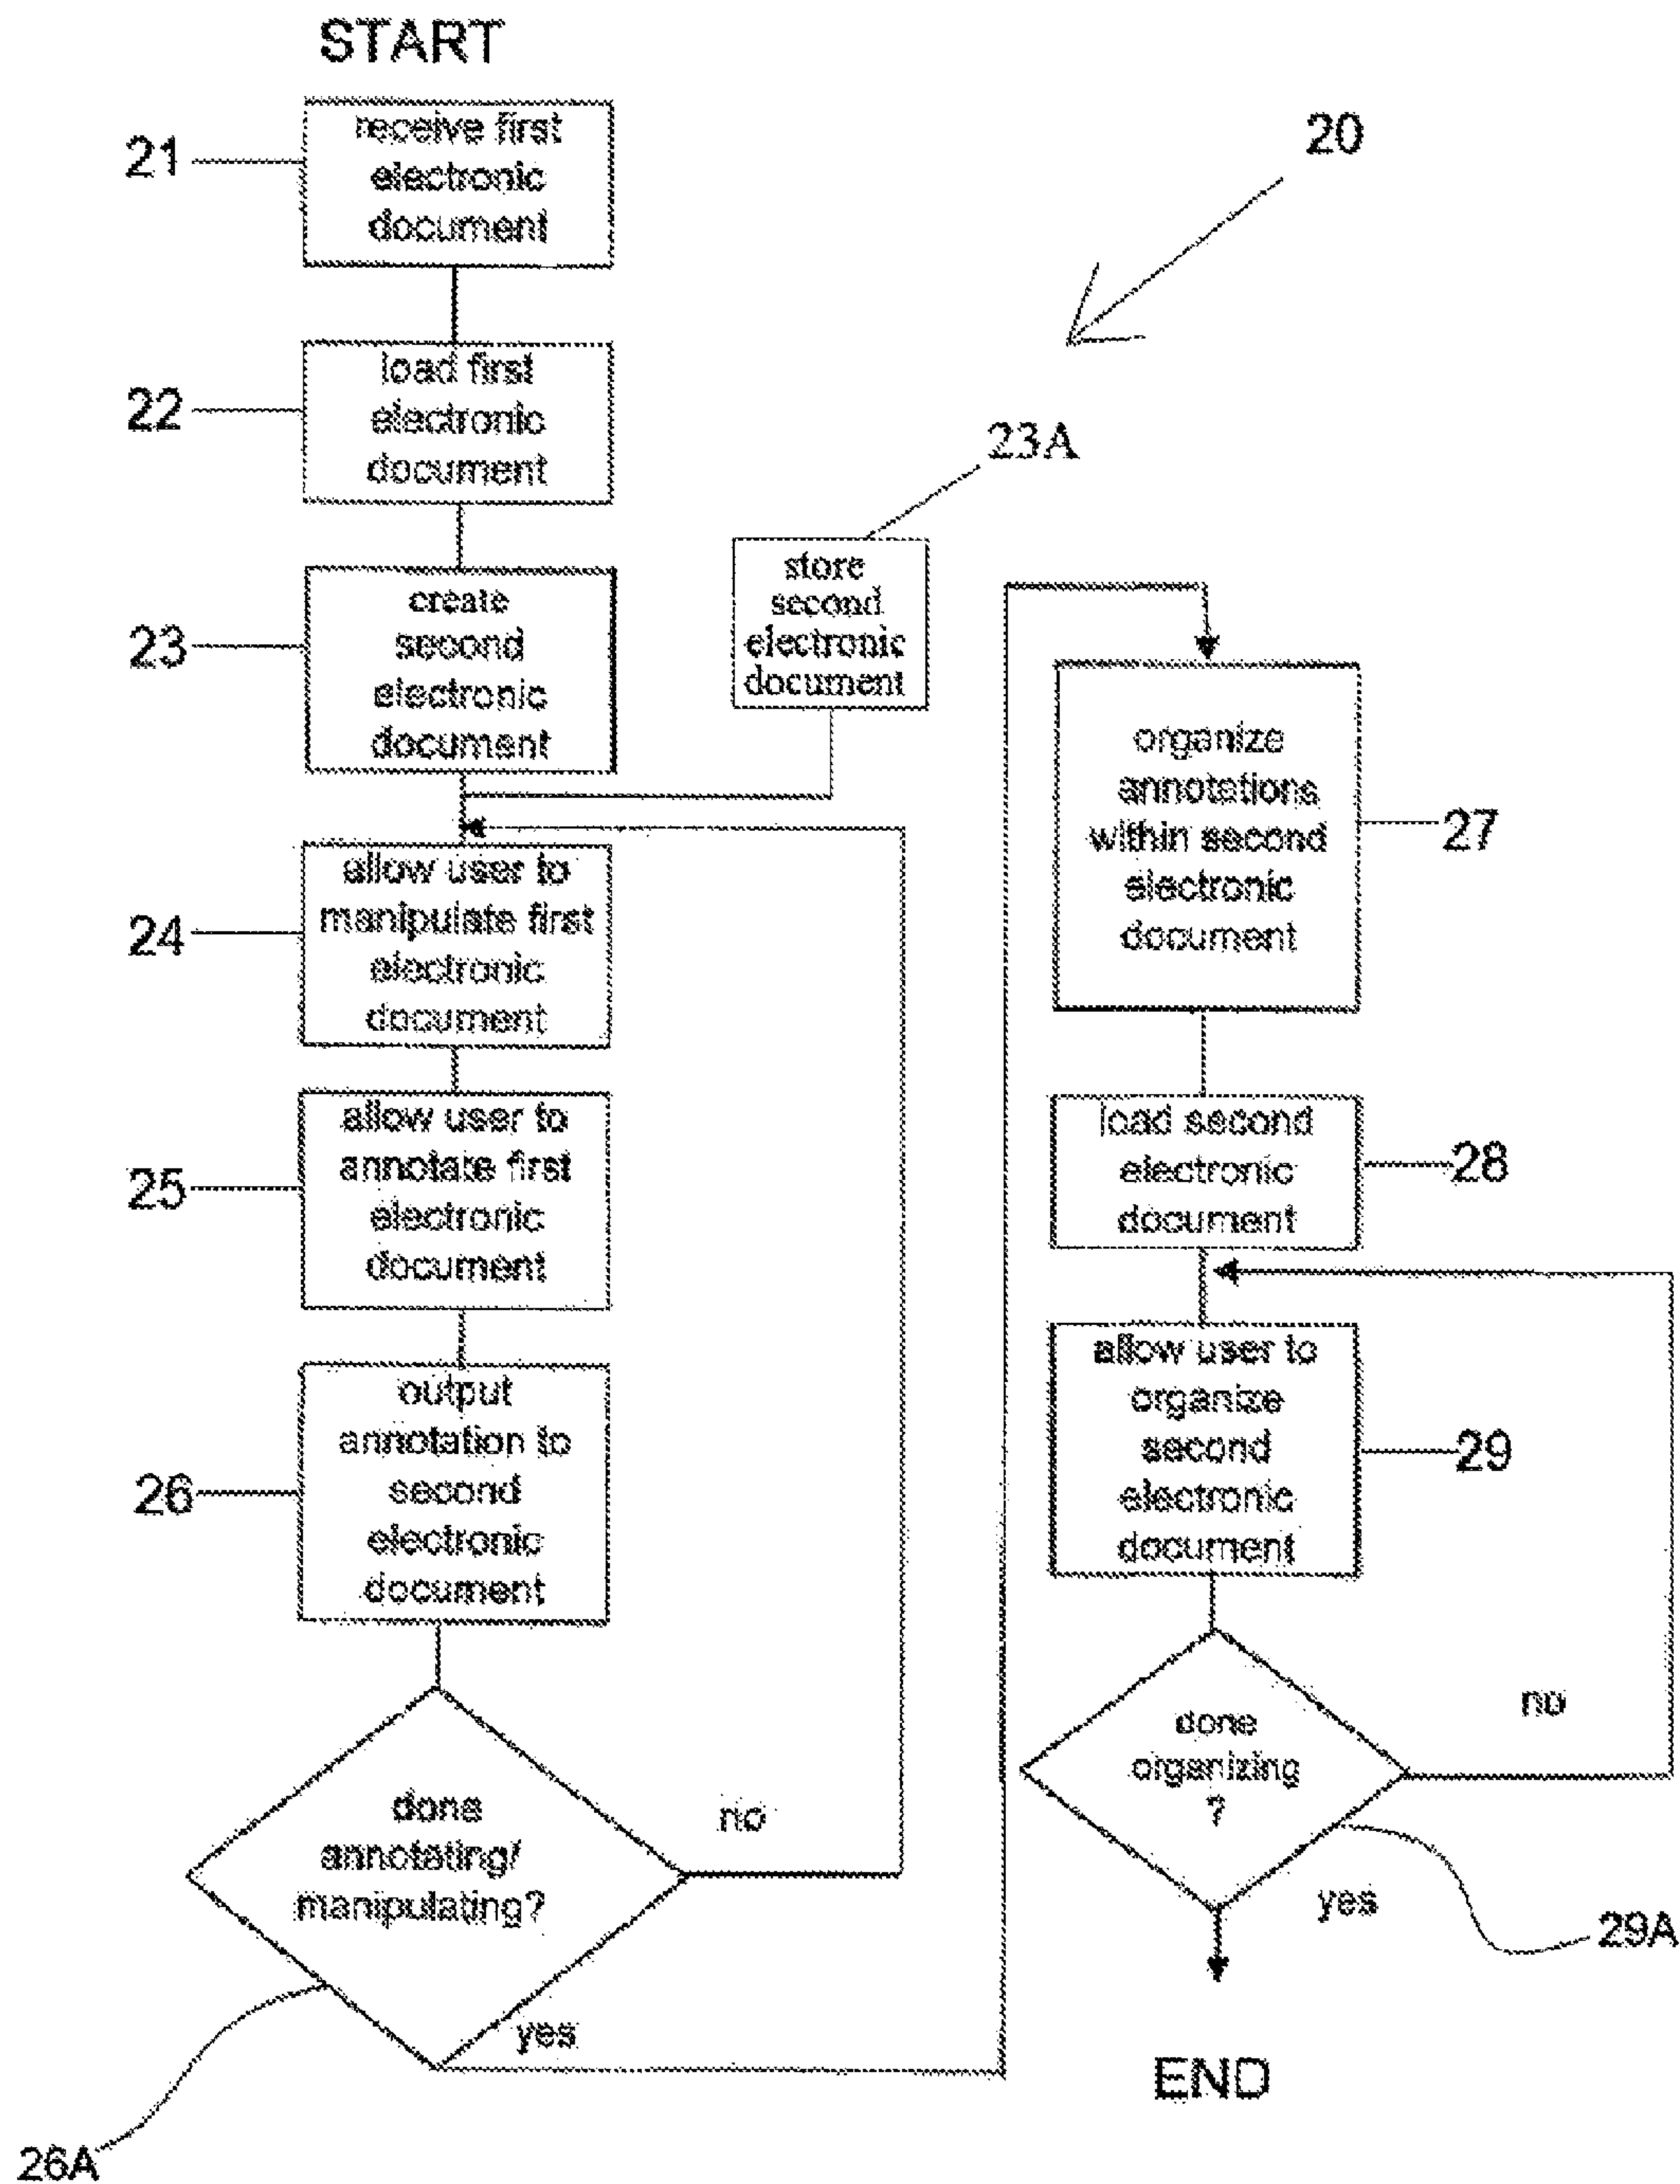 START
21
receive first
electronic
document
20
22
load first
electronic
document
23A
store
second
electronic
document
23
create
second
electronic
document
24
allow user to
manipulate first
electronic
document
25
allow user to
annotate first
electronic
document
26
output
annotation to
second
electronic
document
done
annotating/
manipulating?
no
yes
26A
organize
annotations
within second
electronic
document
27
load second
electronic
document
28
allow user to
organize
second
electronic
document
29
done
organizing
?
no
yes
29A
END